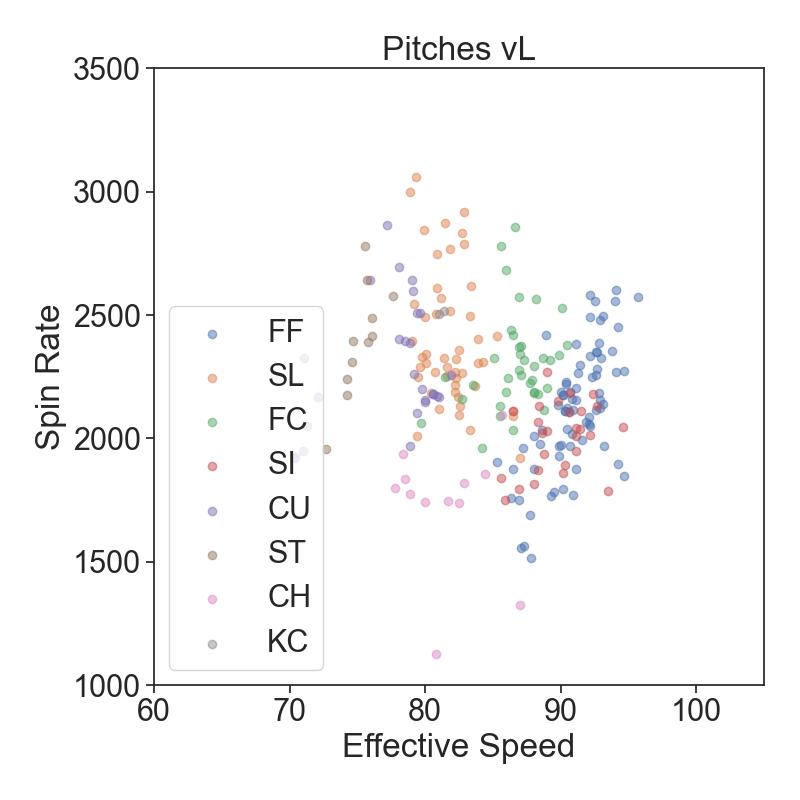 Pitches vL
3500
3000
2500
2000
1500
1000
Spin Rate
FF
SL
FC
SI
CU
ST
CH
KC
60 70 80 90 100
Effective Speed